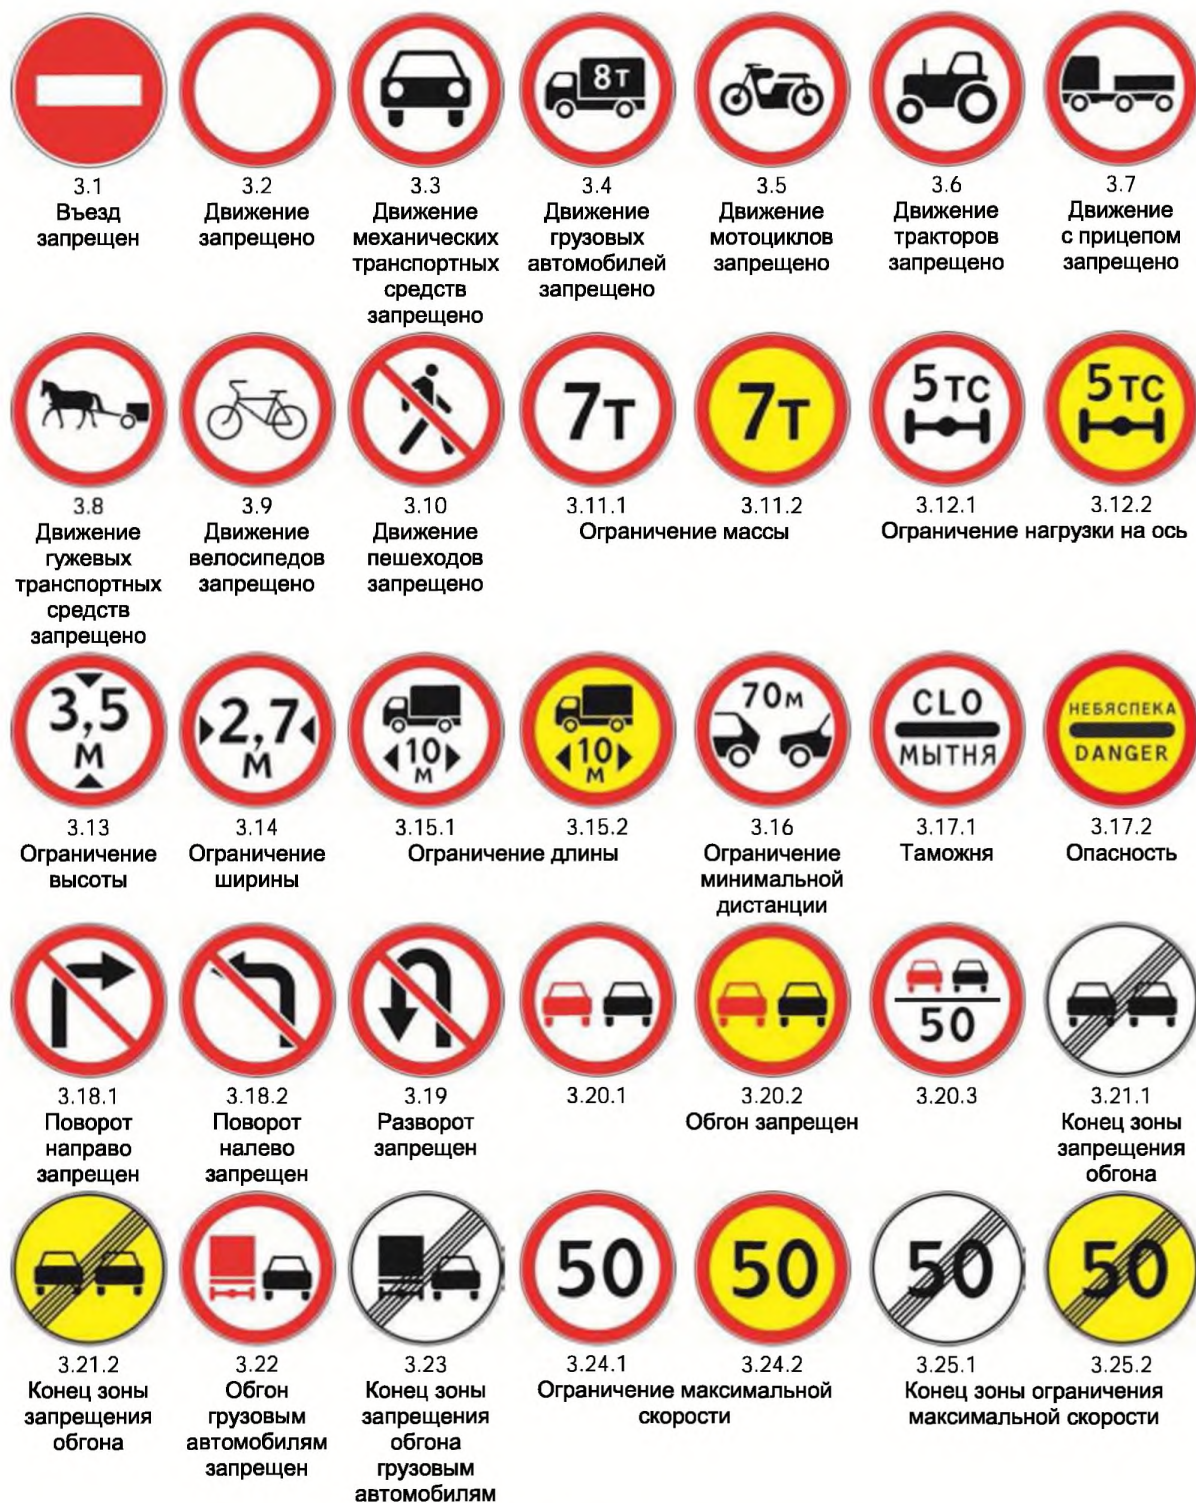 8т
3.1
Въезд
запрещен
3.2
Движение
запрещено
3.3
Движение
механических
транспортных
средств
запрещено
3.4
Движение
грузовых
автомобилей
запрещено
3.5
Движение
мотоциклов
запрещено
3.6
Движение
тракторов
запрещено
3.7
Движение
с прицепом
запрещено
7т
7т
5тс
5тс
3.8
Движение
гужевых
транспортных
средств
запрещено
3.9
Движение
велосипедов
запрещено
3.10
Движение
пешеходов
запрещено
3.11.1
3.11.2
Ограничение массы
3.12.1
3.12.2
Ограничение нагрузки на ось
3,5
м
2,7
м
10
м
10
м
70м
CLO
МЫТНЯ
НЕБЯСПЕКА
DANGER
3.13
Ограничение
высоты
3.14
Ограничение
ширины
3.15.1
3.15.2
Ограничение длины
3.16
Ограничение
минимальной
дистанции
3.17.1
Таможня
3.17.2
Опасность
50
3.18.1
Поворот
направо
запрещен
3.18.2
Поворот
налево
запрещен
3.19
Разворот
запрещен
3.20.1
3.20.2
Обгон запрещен
3.20.3
3.21.1
Конец зоны
запрещения
обгона
50
50
50
50
3.21.2
Конец зоны
запрещения
обгона
3.22
Обгон
грузовым
автомобилям
запрещен
3.23
Конец зоны
запрещения
обгона
грузовым
автомобилям
3.24.1
3.24.2
Ограничение максимальной
скорости
3.25.1
3.25.2
Конец зоны ограничения
максимальной скорости